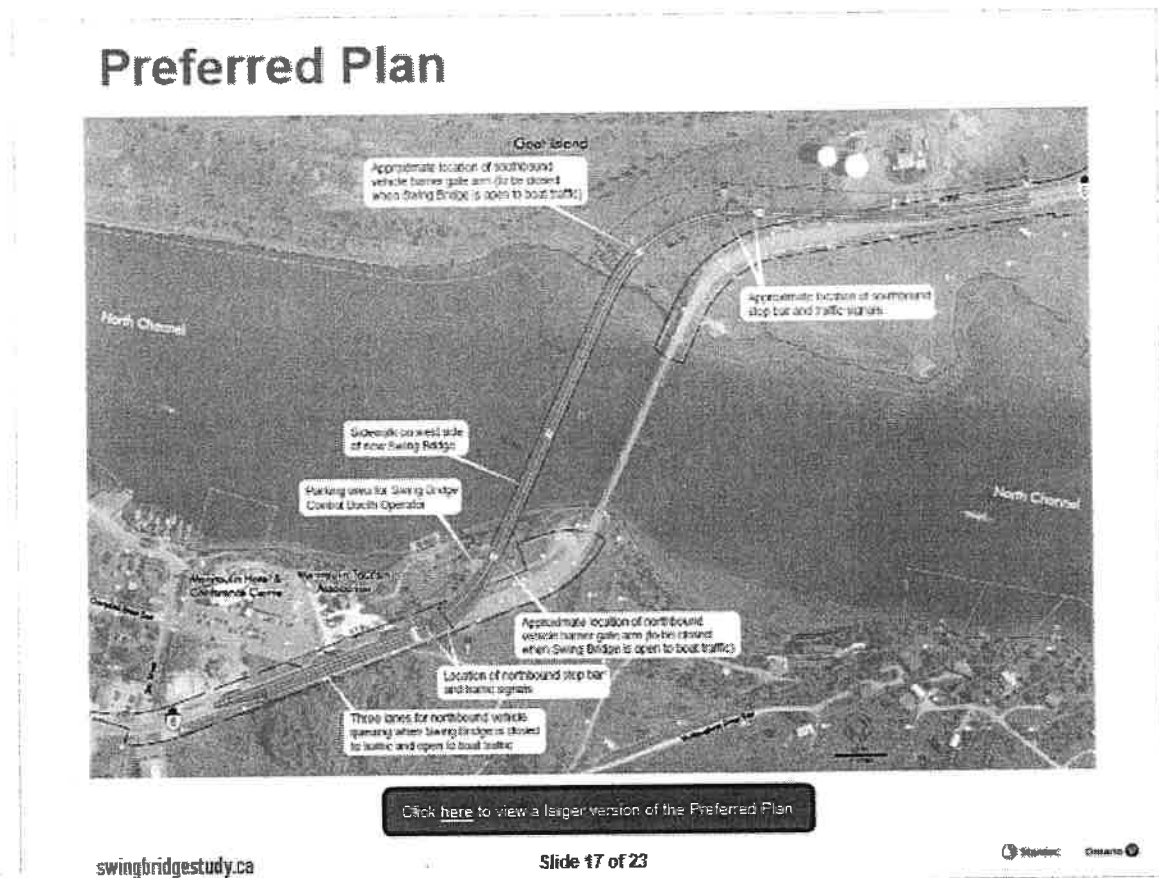 Preferred Plan
Goat Island
Approximate location of southbound
vehicle barrier gate arm (to be closed
when Swing Bridge is open to boat traffic)
6
Approximate location of southbound
stop bar and traffic signals
North Channel
Sidewalk on west side
of new Swing Bridge
Parking area for Swing Bridge
Control Booth Operator
North Channel
Manitoulin Hotel &
Conference Centre
Manitoulin Tourism
Association
Approximate location of northbound
vehicle barrier gate arm (to be closed
when Swing Bridge is open to boat traffic)
Location of northbound stop bar
and traffic signals
6
Three lanes for northbound vehicle
queuing when Swing Bridge is closed
to traffic and open to boat traffic
Click here to view a larger version of the Preferred Plan
swingbridgestudy.ca
Slide 17 of 23
Stantec
Ontario